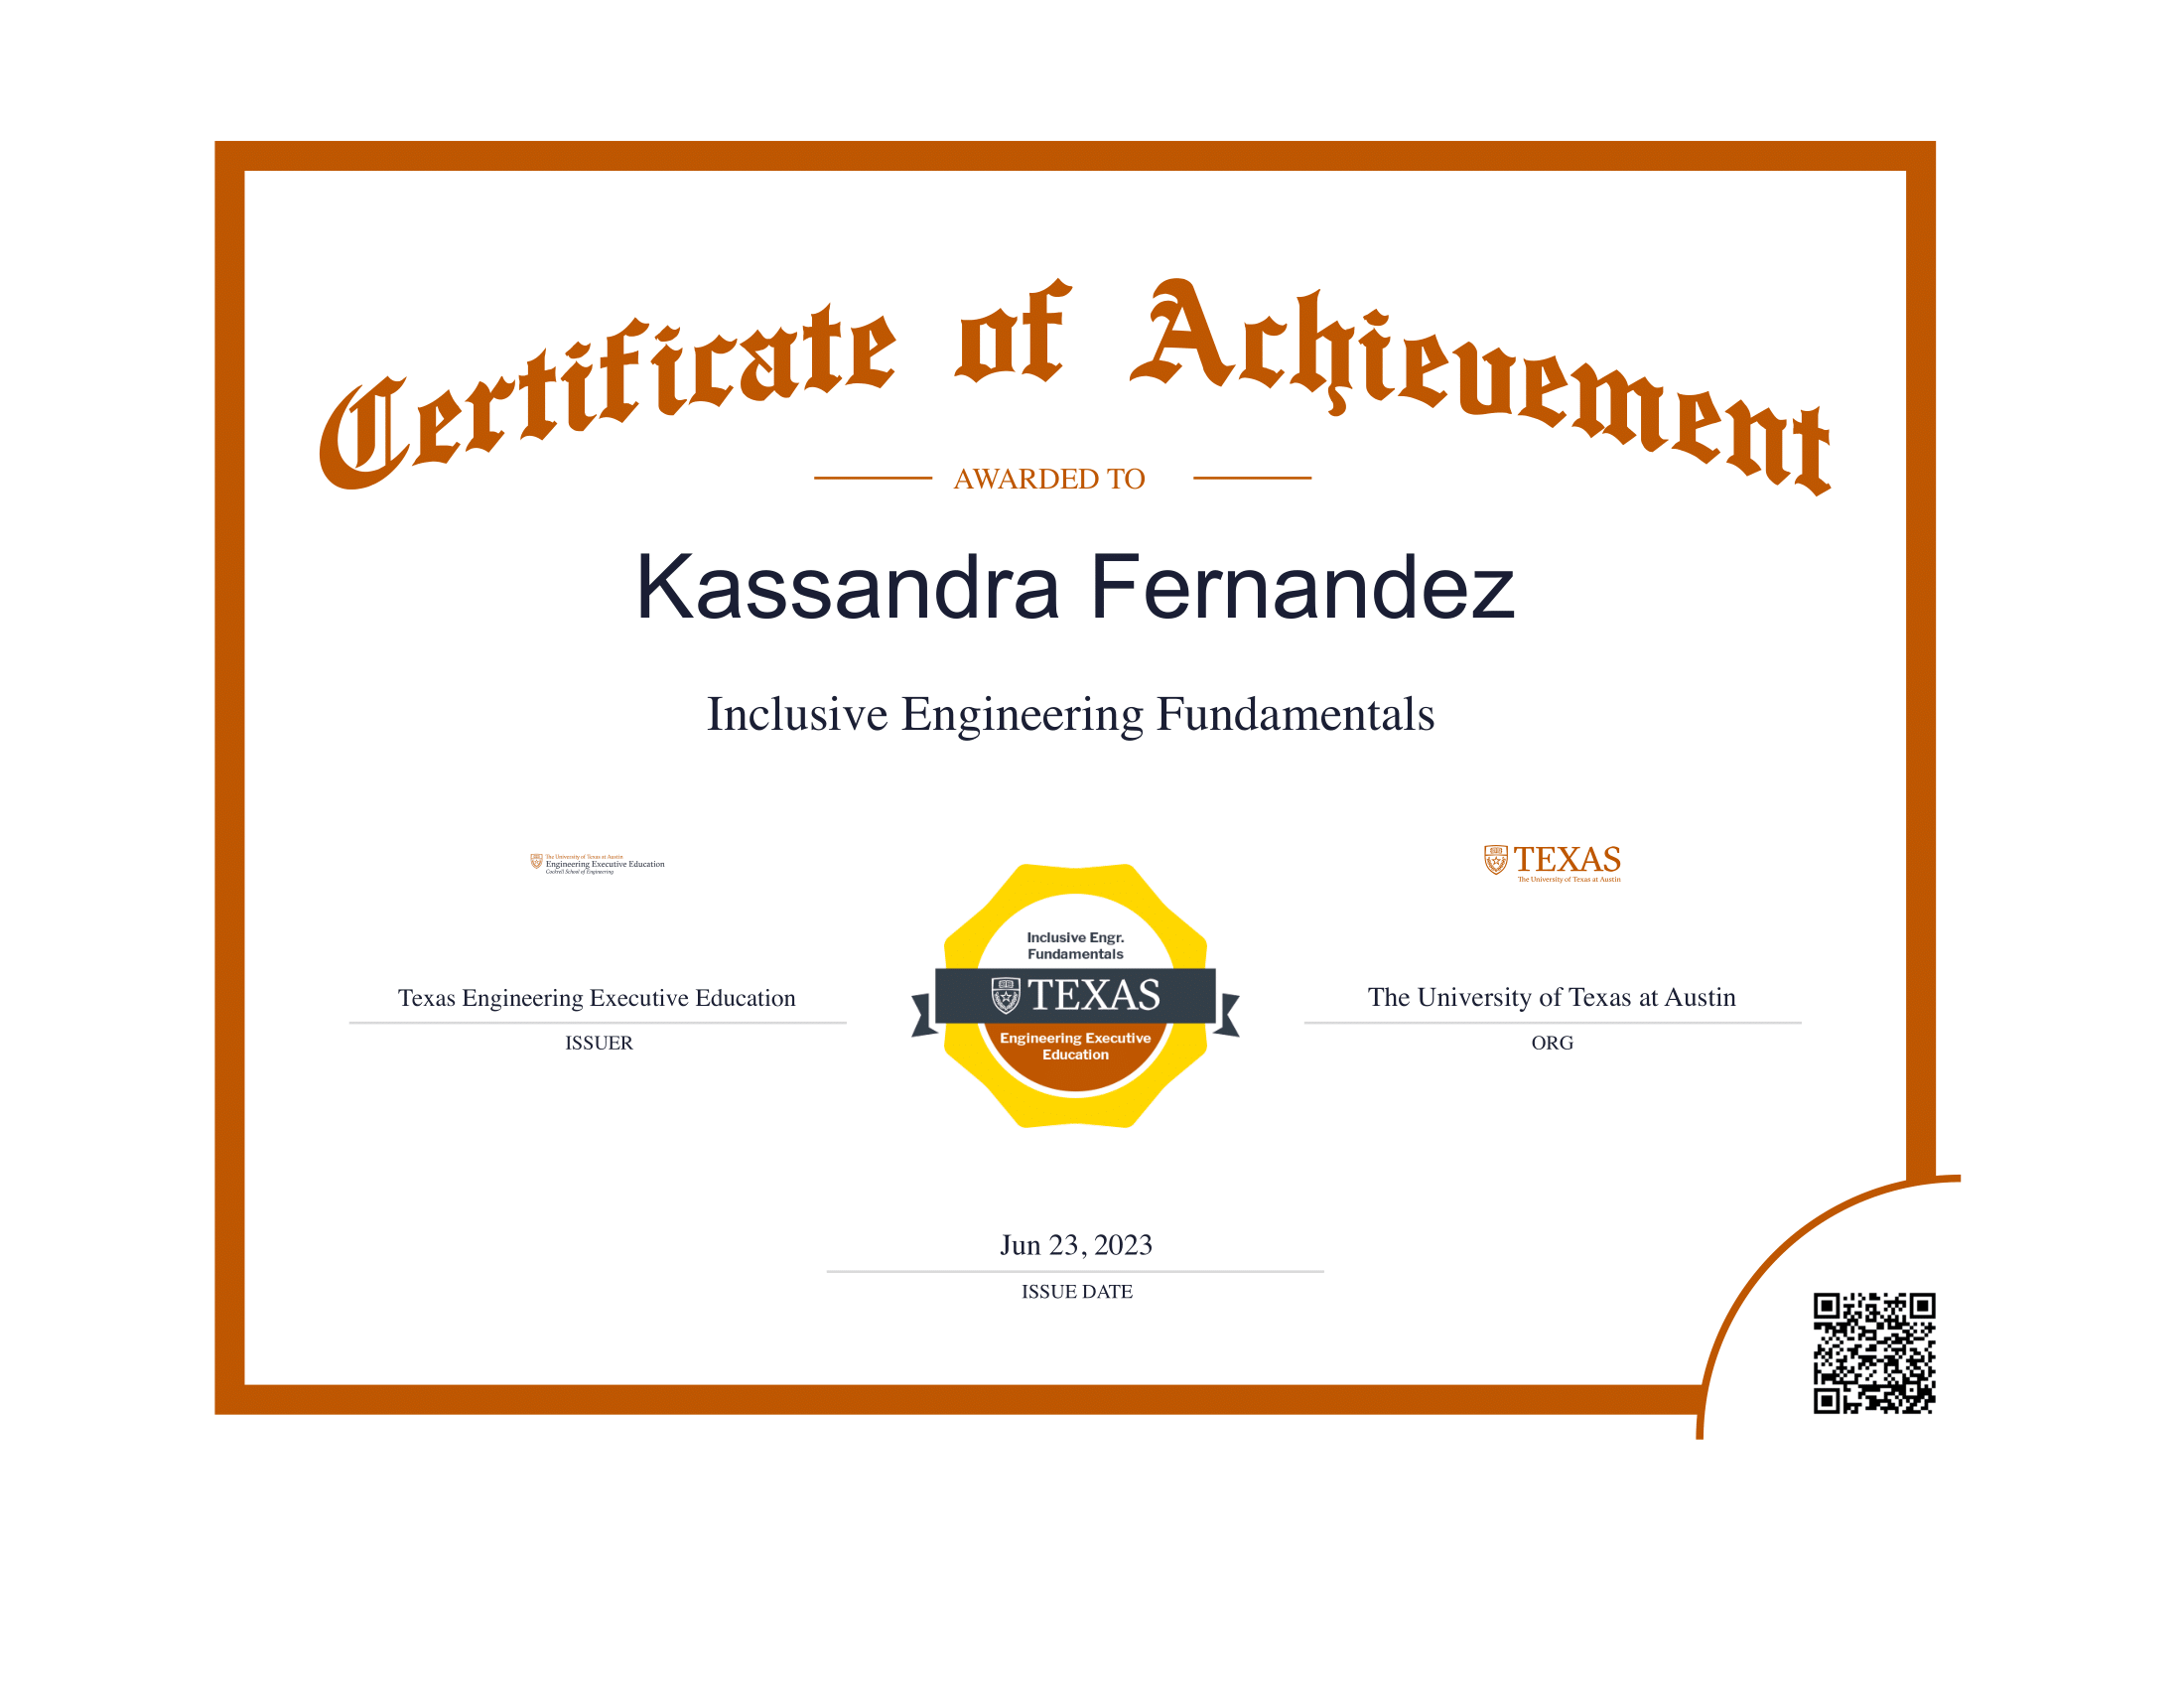 Certificate of Achievement
AWARDED TO
Kassandra Fernandez
Inclusive Engineering Fundamentals
The University of Texas at Austin
Engineering Executive Education
Cockrell School of Engineering
TEXAS
The University of Texas at Austin
Inclusive Engr.
Fundamentals
TEXAS
Engineering Executive
Education
Texas Engineering Executive Education
ISSUER
The University of Texas at Austin
ORG
Jun 23, 2023
ISSUE DATE